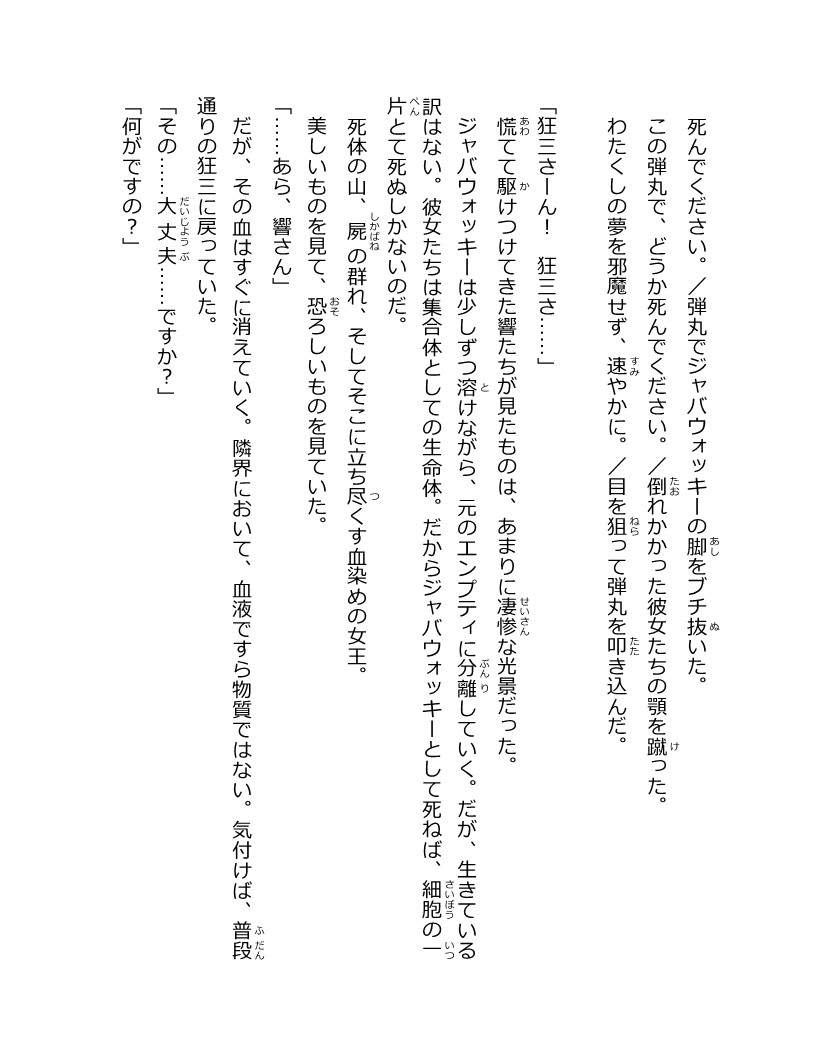 死んでください。／弾丸でジャバウォッキーの脚をブチ抜いた。
この弾丸で、どうか死んでください。／倒れかかった彼女たちの顎を蹴った。
わたくしの夢を邪魔せず、速やかに。／目を狙って弾丸を叩き込んだ。
「狂三さーん！　狂三さ……」
慌てて駆けつけてきた響たちが見たものは、あまりに凄惨な光景だった。
ジャバウォッキーは少しずつ溶けながら、元のエンプティに分離していく。だが、生きている
訳はない。彼女たちは集合体としての生命体。だからジャバウォッキーとして死ねば、細胞の一
片とて死ぬしかないのだ。
死体の山、屍の群れ、そしてそこに立ち尽くす血染めの女王。
美しいものを見て、恐ろしいものを見ていた。
「……あら、響さん」
だが、その血はすぐに消えていく。隣界において、血液ですら物質ではない。気付けば、普段
通りの狂三に戻っていた。
「その……大丈夫……ですか？」
「何がですの？」